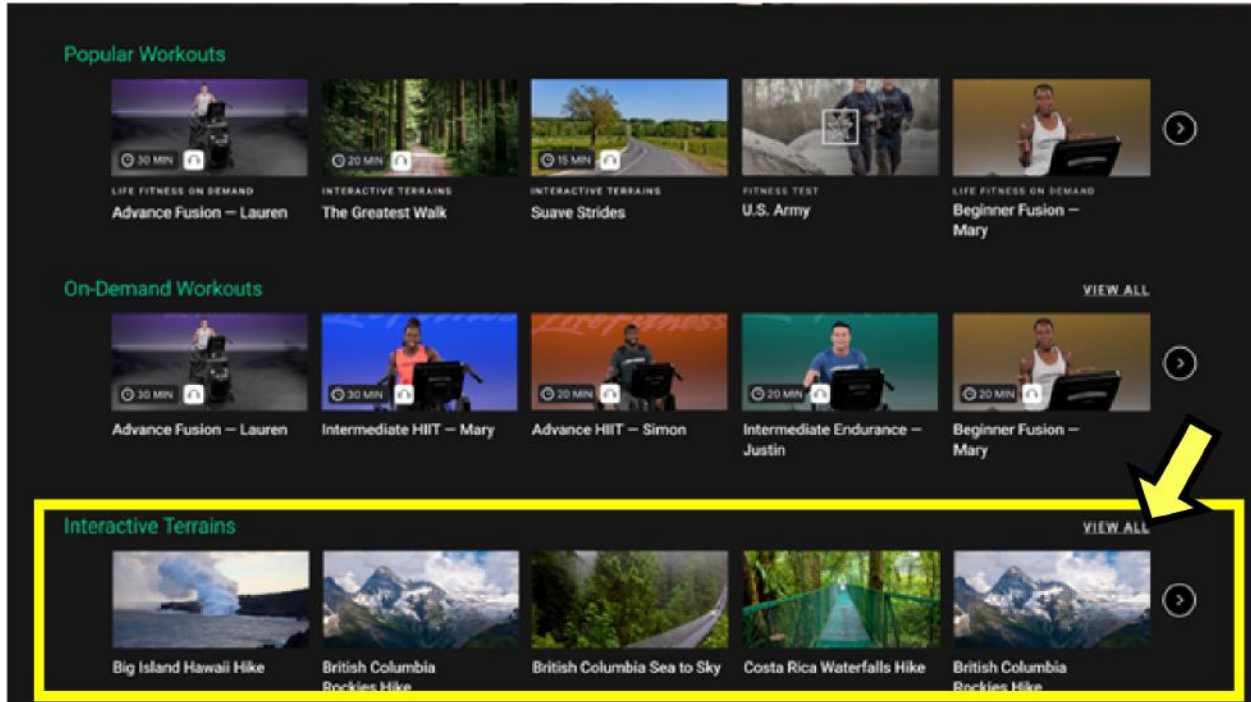 Popular Workouts
30 MIN
20 MIN
15 MIN
LIFE FITNESS ON DEMAND
INTERACTIVE TERRAINS
INTERACTIVE TERRAINS
FITNESS TEST
LIFE FITNESS ON DEMAND
Advance Fusion — Lauren
The Greatest Walk
Suave Strides
U.S. Army
Beginner Fusion —
Mary
On-Demand Workouts
VIEW ALL
LifeFitness
30 MIN
30 MIN
20 MIN
20 MIN
20 MIN
Advance Fusion — Lauren
Intermediate HIIT — Mary
Advance HIIT — Simon
Intermediate Endurance —
Justin
Beginner Fusion —
Mary
Interactive Terrains
VIEW ALL
Big Island Hawaii Hike
British Columbia
Rockies Hike
British Columbia Sea to Sky
Costa Rica Waterfalls Hike
British Columbia
Rockies Hike